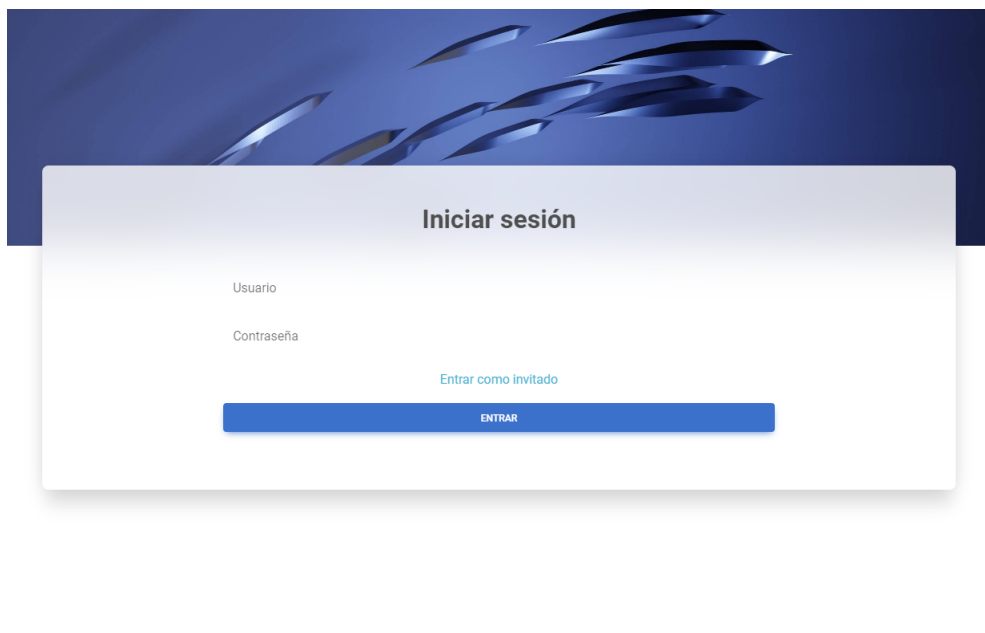 Iniciar sesión
Usuario
Contraseña
Entrar como invitado
ENTRAR